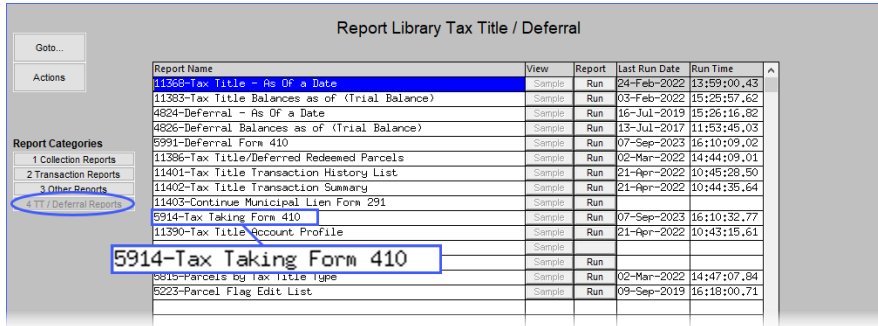 Report Library Tax Title / Deferral
Goto...
Actions
Report Categories
1 Collection Reports
2 Transaction Reports
3 Other Reports
4 TT / Deferral Reports
Report Name View Report Last Run Date Run Time
11368-Tax Title - As Of a Date Sample Run 24-Feb-2022 13:59:00.43
11383-Tax Title Balances as of (Trial Balance) Sample Run 03-Feb-2022 15:25:57.62
4824-Deferral - As Of a Date Sample Run 16-Jul-2019 15:26:16.82
4826-Deferral Balances as of (Trial Balance) Sample Run 13-Jul-2017 11:53:45.03
5991-Deferral Form 410 Sample Run 07-Sep-2023 16:10:09.02
11386-Tax Title/Deferred Redeemed Parcels Sample Run 02-Mar-2022 14:44:09.01
11401-Tax Title Transaction History List Sample Run 21-Apr-2022 10:45:28.50
11402-Tax Title Transaction Summary Sample Run 21-Apr-2022 10:44:35.64
11403-Continue Municipal Lien Form 291 Sample Run
5914-Tax Taking Form 410 Sample Run 07-Sep-2023 16:10:32.77
11390-Tax Title Account Profile Sample Run 21-Apr-2022 10:43:15.61
Sample
5914-Tax Taking Form 410 Sample Run
5815-Parcels by Tax Title Type Sample Run 02-Mar-2022 14:47:07.84
5223-Parcel Flag Edit List Sample Run 09-Sep-2019 16:18:00.71